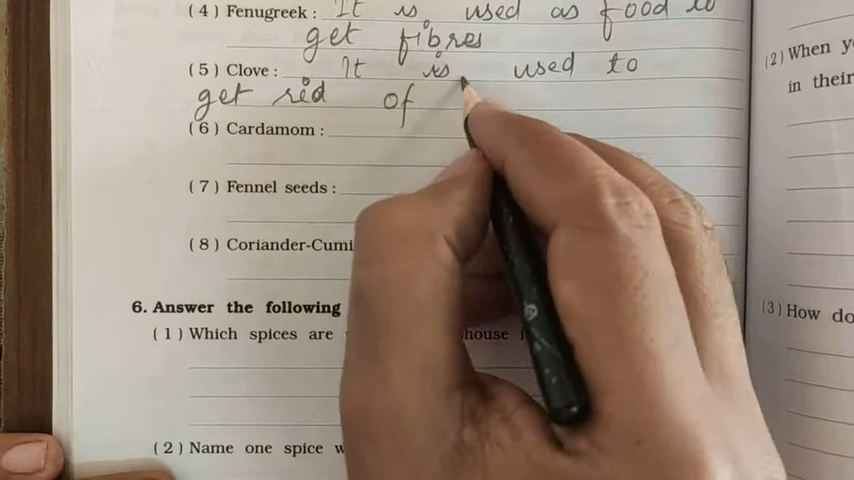 (4) Fenugreek : It is used as food to
get fibres
(5) Clove : It is used to
get rid of
(6) Cardamom :
(7) Fennel seeds :
(8) Coriander-Cumi
6. Answer the following
(1) Which spices are house
(2) Name one spice
(2) When
in their
(3) How do